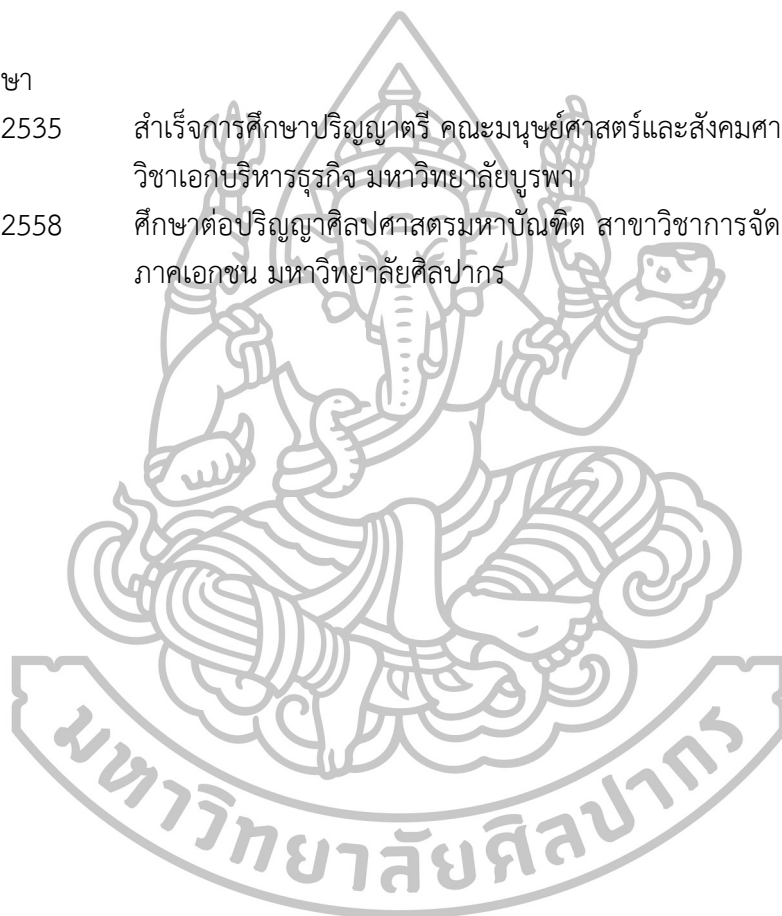 ษา
2535 สำเร็จการศึกษาปริญญาตรี คณะมนุษย์ศาสตร์และสังคมศา
วิชาเอกบริหารธุรกิจ มหาวิทยาลัยบูรพา
2558 ศึกษาต่อปริญญาศิลปศาสตรมหาบัณฑิต สาขาวิชาการจัด
ภาคเอกชน มหาวิทยาลัยศิลปากร
มหาวิทยาลัยศิลปากร